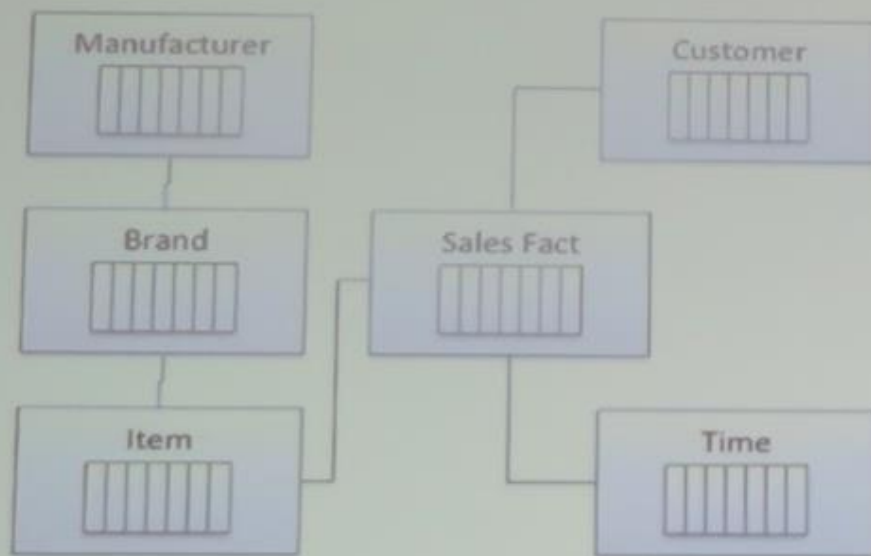 Manufacturer
Customer
Brand
Sales Fact
Item
Time